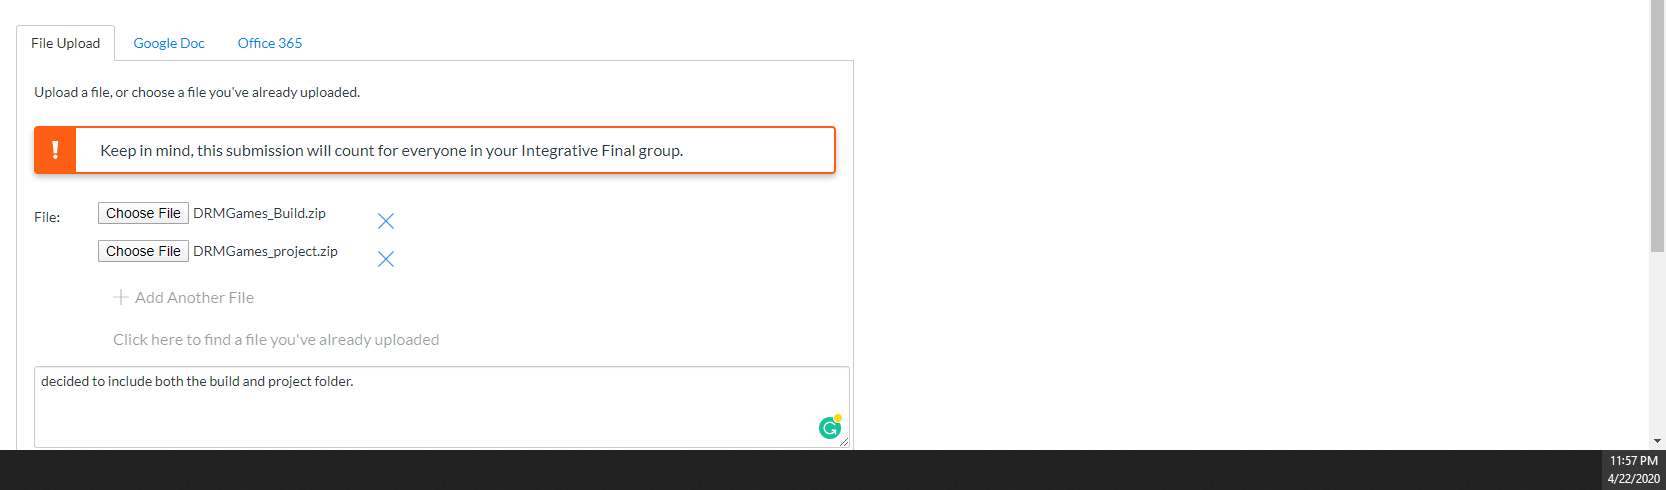 File Upload Google Doc Office 365
Upload a file, or choose a file you've already uploaded.
! Keep in mind, this submission will count for everyone in your Integrative Final group.
File: Choose File DRMGames_Build.zip
Choose File DRMGames_project.zip
+ Add Another File
Click here to find a file you've already uploaded
decided to include both the build and project folder.
G
11:57 PM
4/22/2020